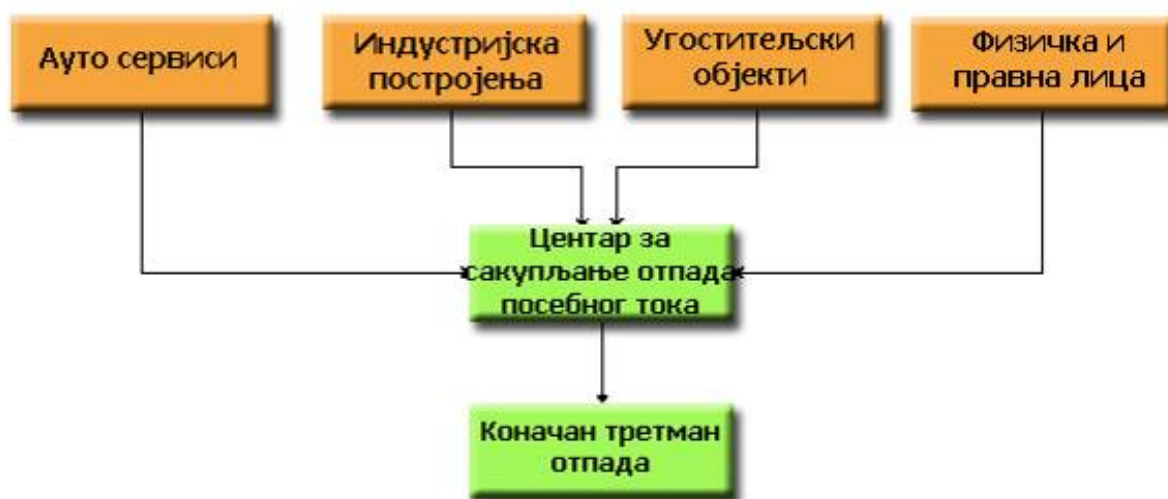 Ауто сервиси
Индустријска
постројења
Угоститељски
објекти
Физичка и
правна лица
Центар за
сакупљање отпада
посебног тока
Коначан третман
отпада